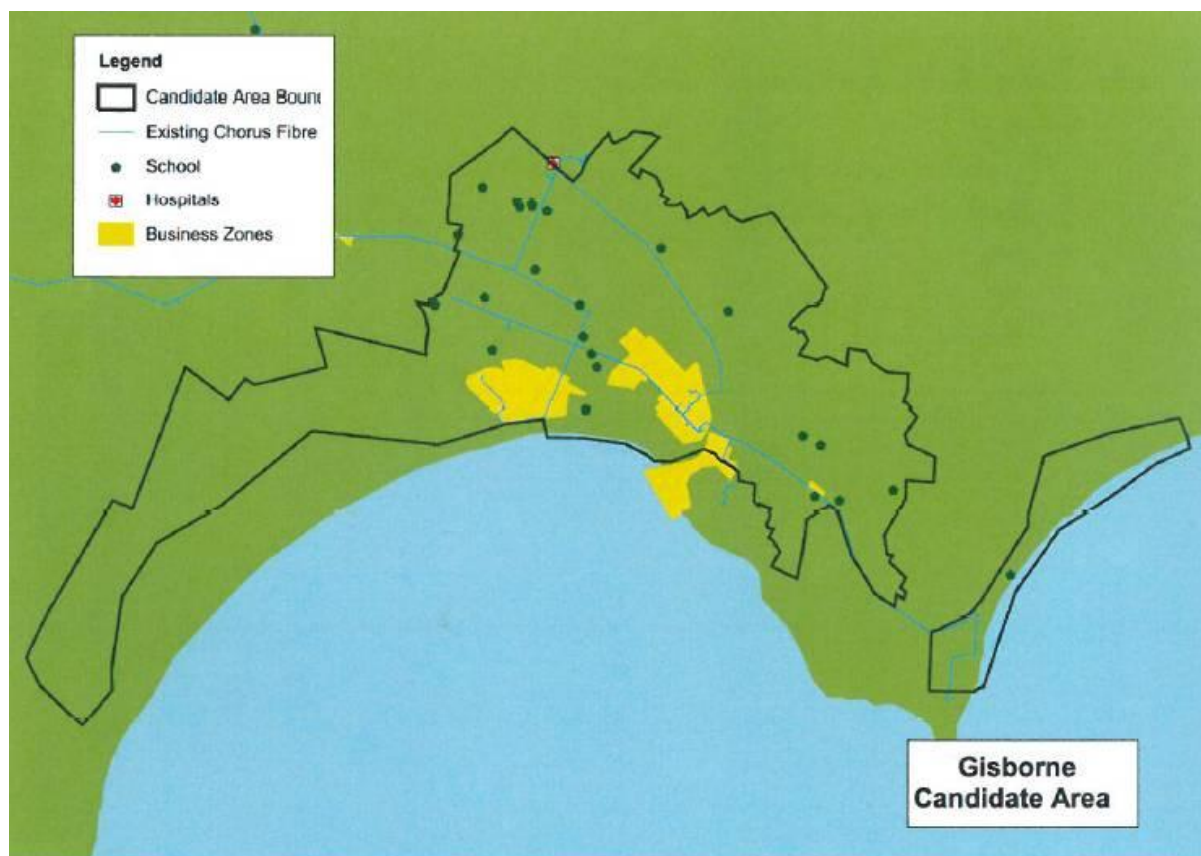 Legend
Candidate Area Boun
Existing Chorus Fibre
School
Hospitals
Business Zones
Gisborne
Candidate Area